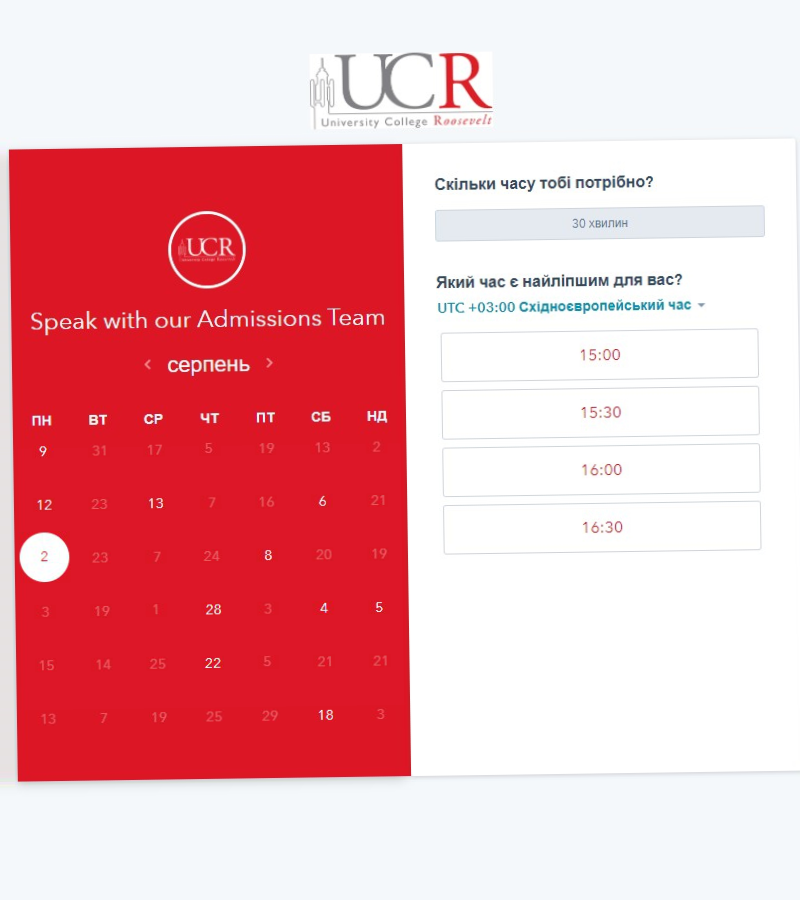 UCR
University College Roosevelt
UCR
University College Roosevelt
Speak with our Admissions Team
серпень
ПН ВТ СР ЧТ ПТ СБ НД
9 31 17 5 19 13 2
12 23 13 7 16 6 21
2 23 7 24 8 20 19
3 19 1 28 3 4 5
15 14 25 22 5 21 21
13 7 19 25 29 18 3
Скільки часу тобі потрібно?
30 хвилин
Який час є найліпшим для вас?
UTC +03:00 Східноєвропейський час
15:00
15:30
16:00
16:30